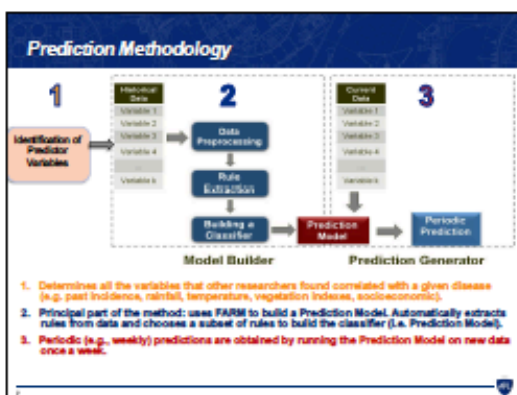 Prediction Methodology
1
2
3
Identification of
Predictor
Variables
Historical
Data
Variable 1
Variable 2
Variable 3
Variable 4
Variable k
Data
Preprocessing
Rule
Extraction
Building a
Classifier
Current
Data
Variable 1
Variable 2
Variable 3
Variable 4
Variable k
Prediction
Model
Periodic
Prediction
Model Builder
Prediction Generator
1. Determines all the variables that other researchers found correlated with a given disease
(e.g. past incidence, rainfall, temperature, vegetation indexes, socioeconomic).
2. Principal part of the method: uses FARM to build a Prediction Model. Automatically extracts
rules from data and chooses a subset of rules to build the classifier (i.e. Prediction Model).
3. Periodic (e.g., weekly) predictions are obtained by running the Prediction Model on new data
once a week.
APL